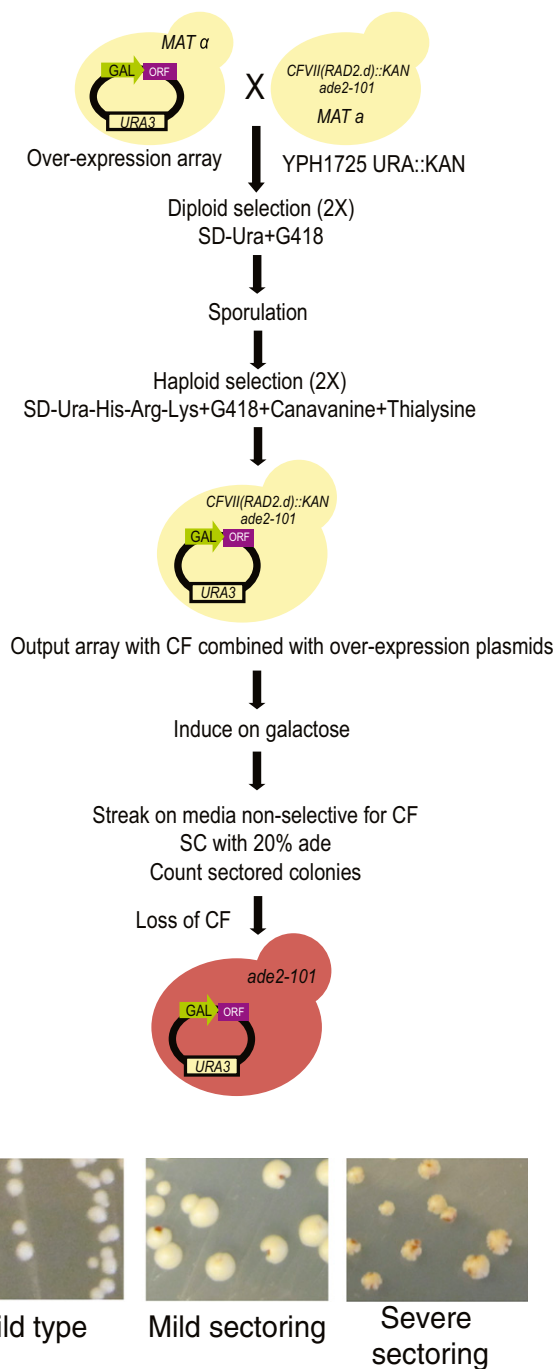 MAT α
GAL ORF
URA3
X
CFVII(RAD2.d)::KAN
ade2-101
MAT a
Over-expression array
YPH1725 URA::KAN
Diploid selection (2X)
SD-Ura+G418
Sporulation
Haploid selection (2X)
SD-Ura-His-Arg-Lys+G418+Canavanine+Thialysine
CFVII(RAD2.d)::KAN
ade2-101
GAL ORF
URA3
Output array with CF combined with over-expression plasmids
Induce on galactose
Streak on media non-selective for CF
SC with 20% ade
Count sectored colonies
Loss of CF
ade2-101
GAL ORF
URA3
ild type
Mild sectoring
Severe
sectoring